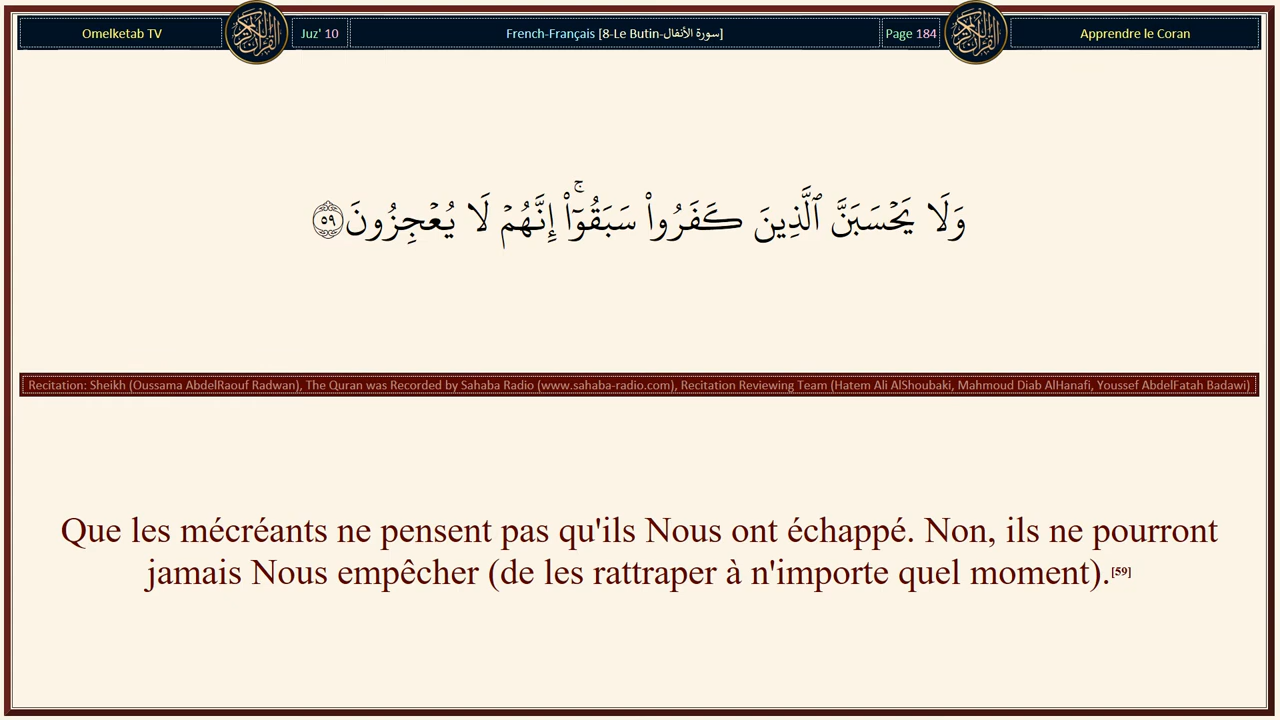 Omelketab TV
Juz' 10
French-Français [8-Le Butin-سورة الأنفال]
Page 184
Apprendre le Coran
وَلَا يَحۡسَبَنَّ ٱلَّذِينَ كَفَرُواْ سَبَقُوٓاْۚ إِنَّهُمۡ لَا يُعۡجِزُونَ ٥٩
Recitation: Sheikh (Oussama AbdelRaouf Radwan), The Quran was Recorded by Sahaba Radio (www.sahaba-radio.com), Recitation Reviewing Team (Hatem Ali AlShoubaki, Mahmoud Diab AlHanafi, Youssef AbdelFatah Badawi)
Que les mécréants ne pensent pas qu'ils Nous ont échappé. Non, ils ne pourront
jamais Nous empêcher (de les rattraper à n'importe quel moment).[59]